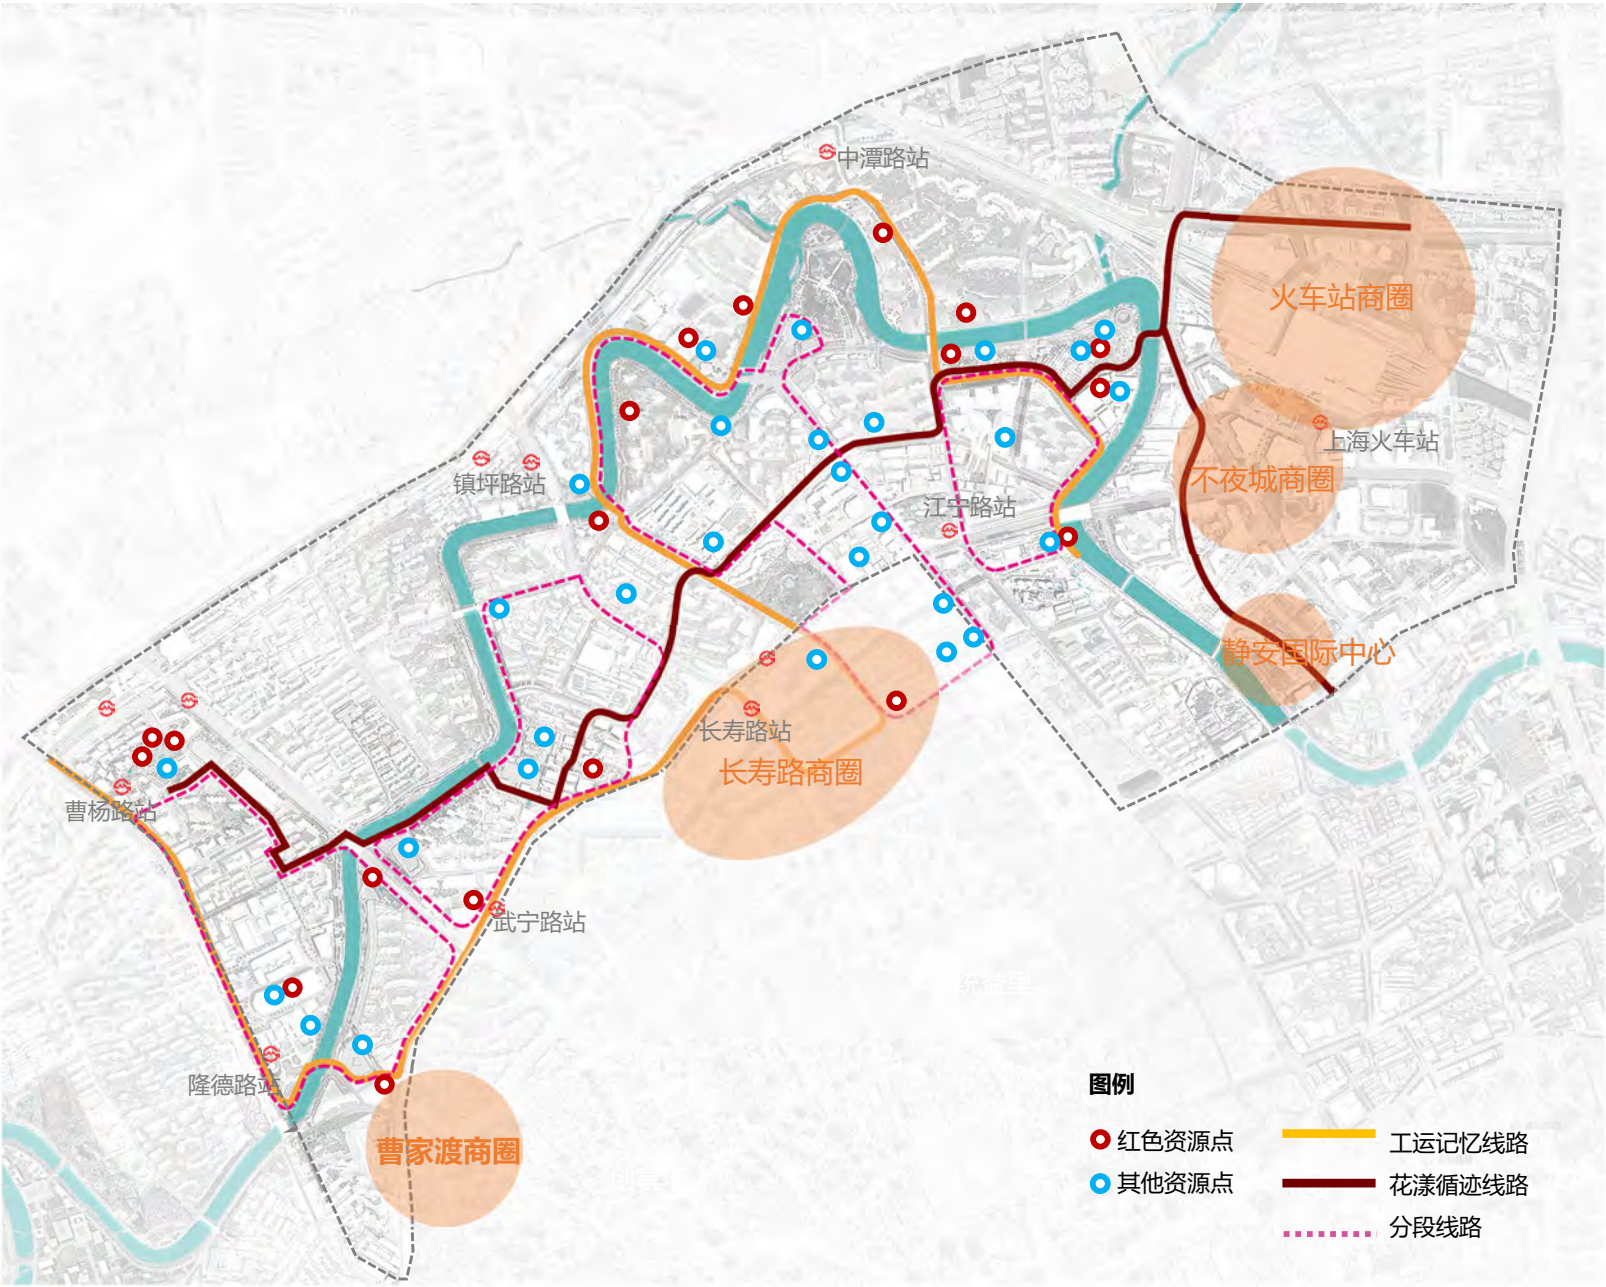 中潭路站
火车站商圈
上海火车站
不夜城商圈
镇坪路站
江宁路站
静安国际中心
长寿路站
长寿路商圈
曹杨路站
武宁路站
隆德路站
曹家渡商圈
图例
红色资源点
其他资源点
工运记忆线路
花漾循迹线路
分段线路